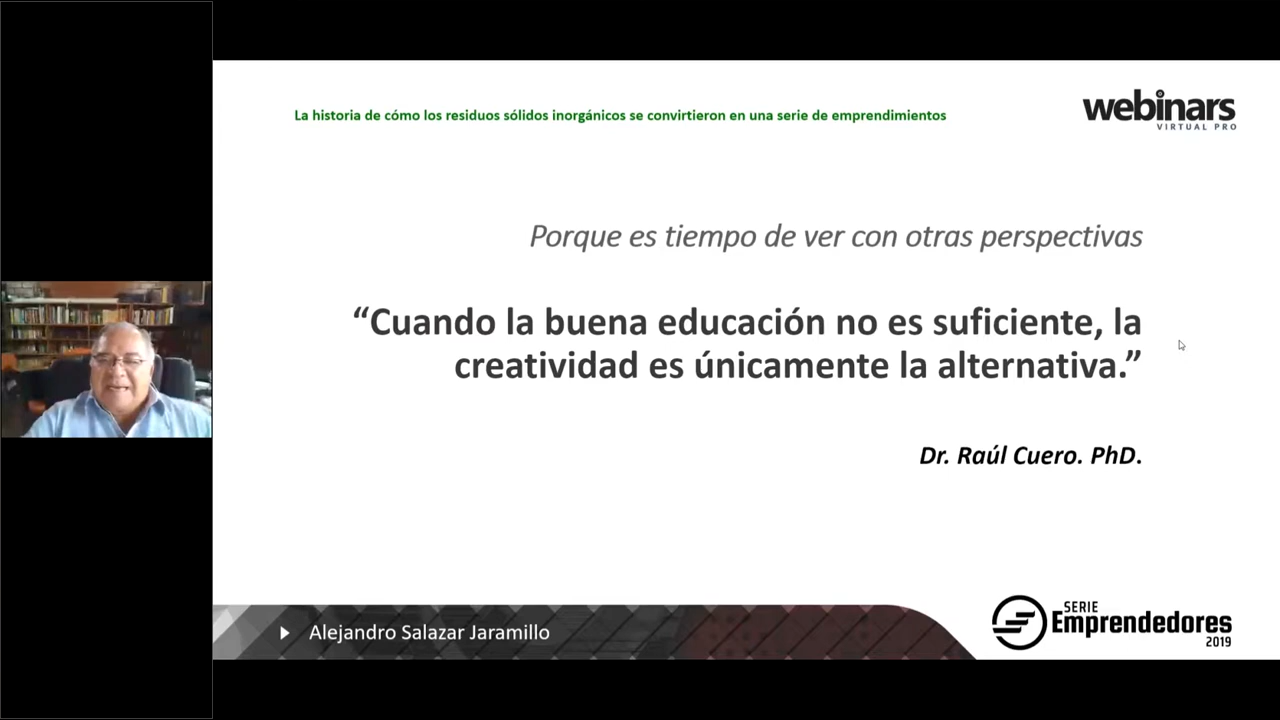 La historia de cómo los residuos sólidos inorgánicos se convirtieron en una serie de emprendimientos
webinars
VIRTUAL PRO
Porque es tiempo de ver con otras perspectivas
“Cuando la buena educación no es suficiente, la
creatividad es únicamente la alternativa.”
Dr. Raúl Cuero. PhD.
Alejandro Salazar Jaramillo
SERIE
Emprendedores
2019